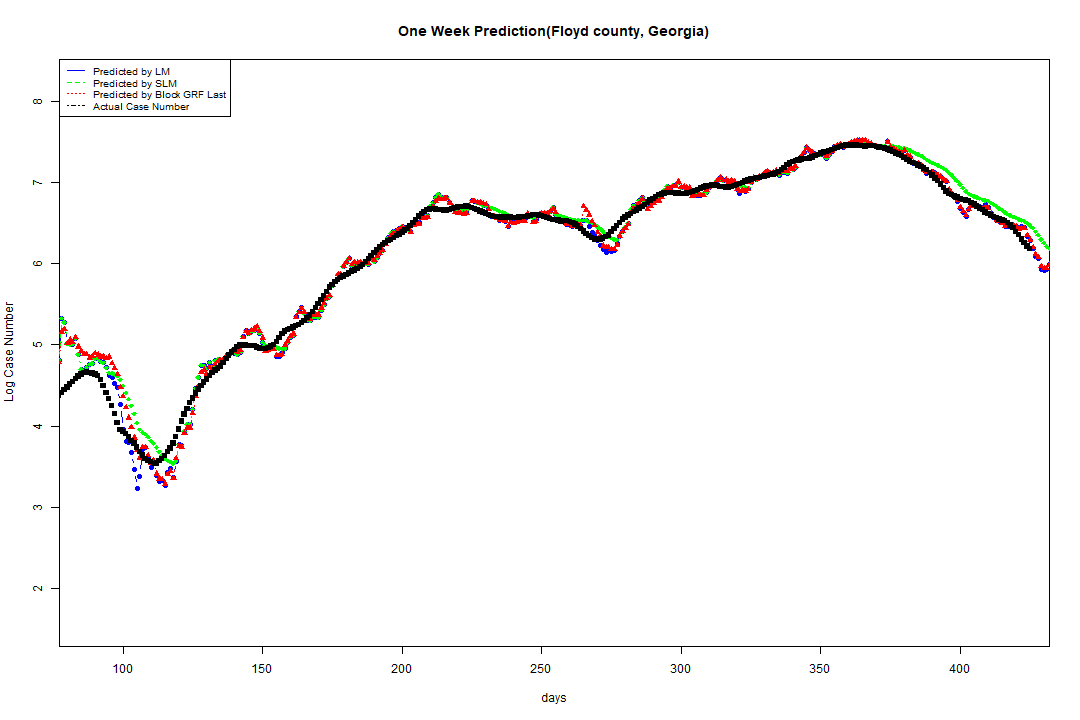 One Week Prediction(Floyd county, Georgia)
Predicted by LM
Predicted by SLM
Predicted by Block GRF Last
Actual Case Number
8
7
6
5
4
3
2
Log Case Number
100 150 200 250 300 350 400
days